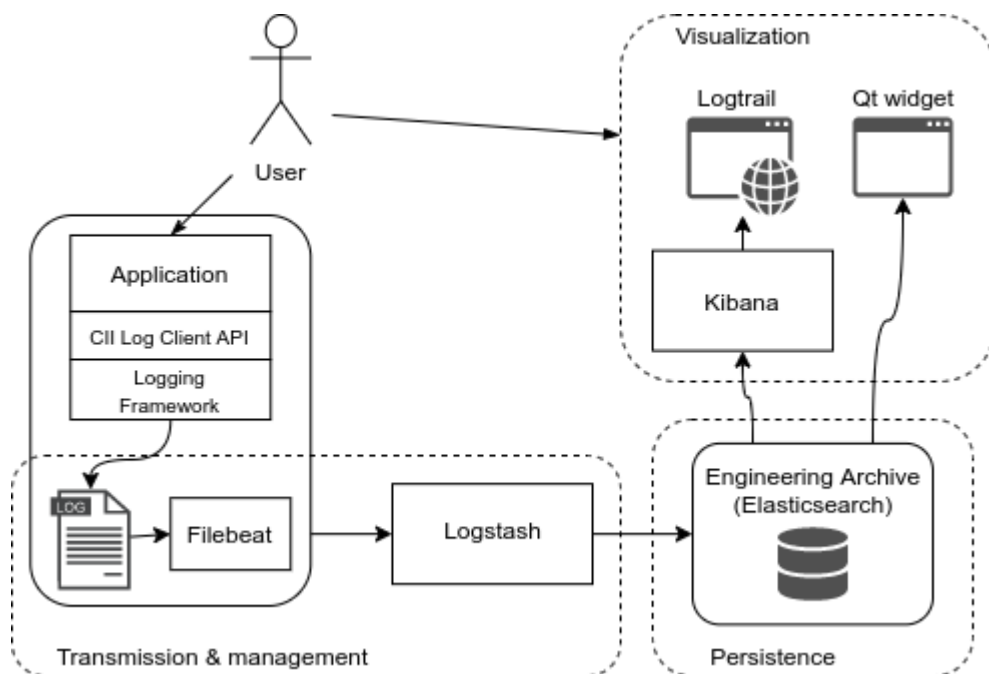 Visualization
Logtrail
Qt widget
User
Application
CII Log Client API
Logging
Framework
Kibana
LOG
Filebeat
Logstash
Engineering Archive
(Elasticsearch)
Transmission & management
Persistence